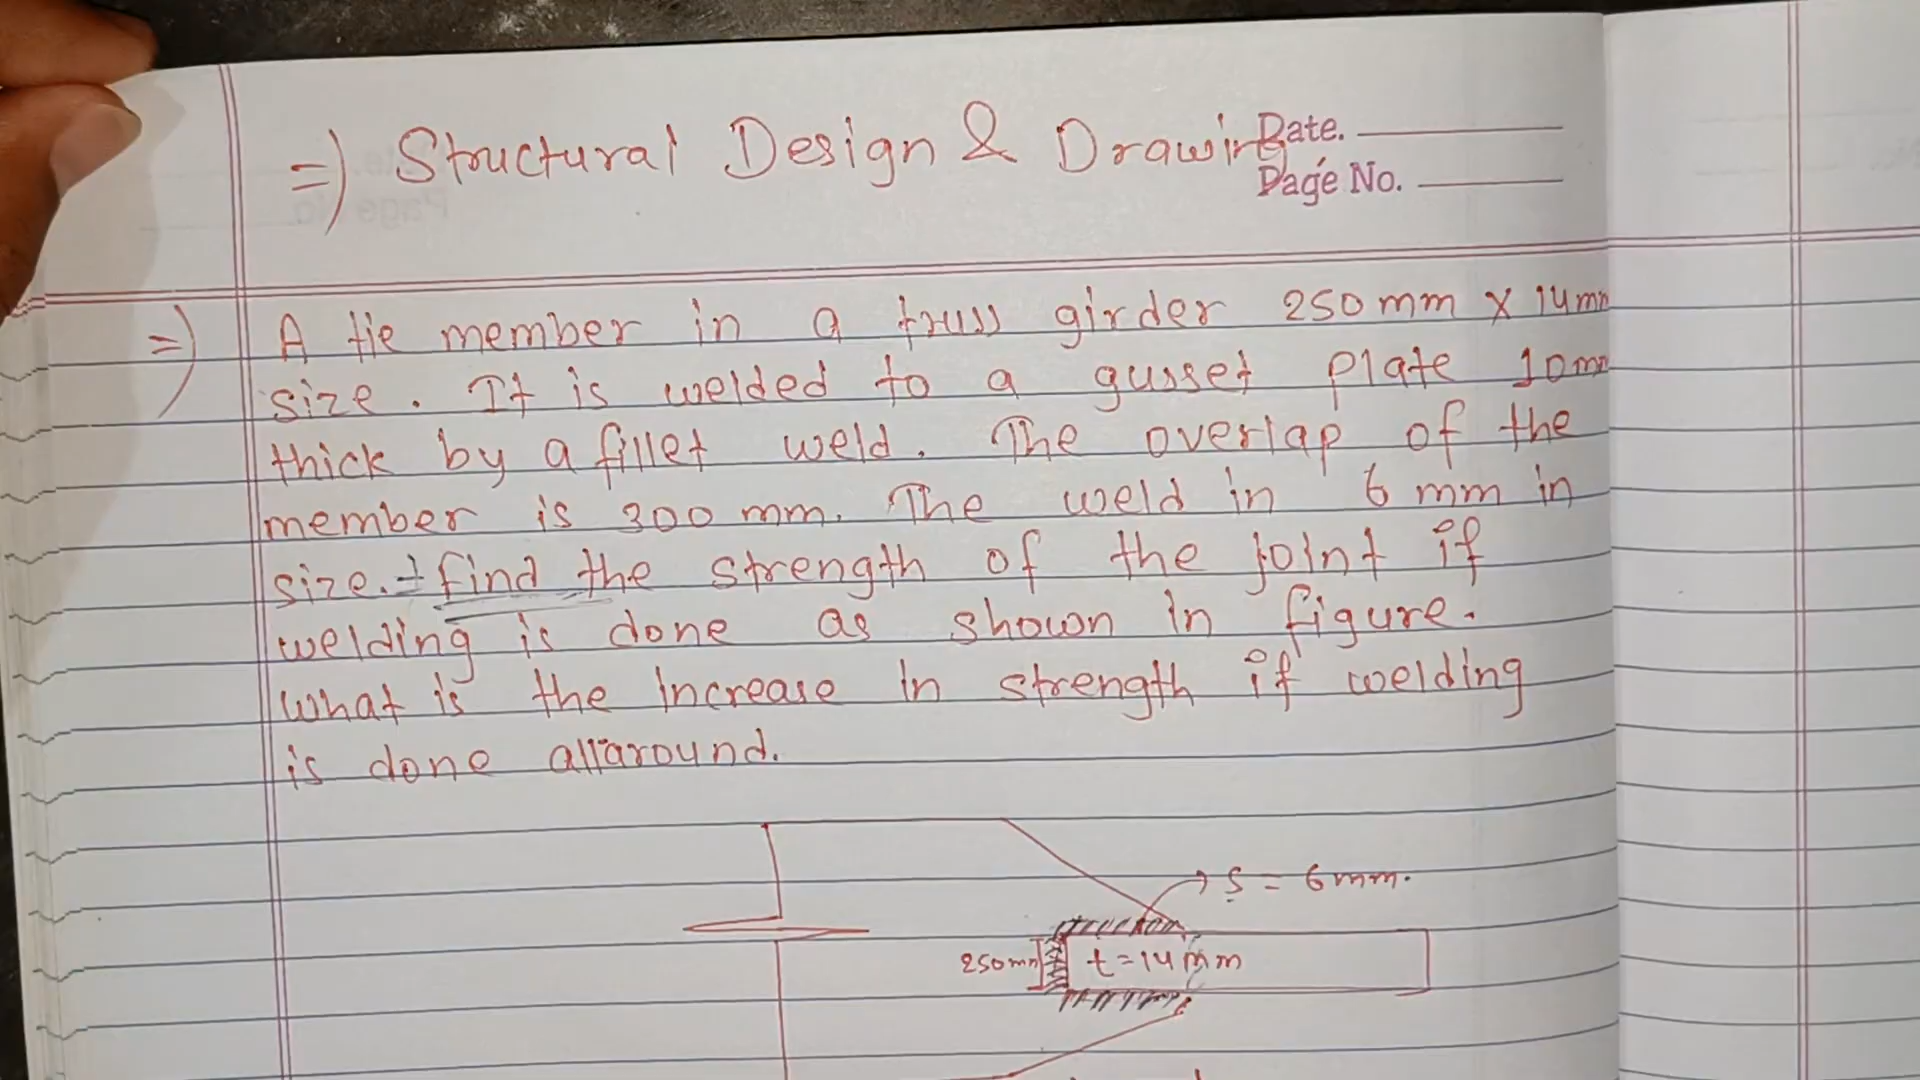 =) Structural Design & Drawing
Date.
Page No.
=) A tie member in a truss girder 250 mm x 14mm
size. It is welded to a gusset plate 10mm
thick by a fillet weld. The overlap of the
member is 300 mm. The weld in 6 mm in
size. find the strength of the joint if
welding is done as shown in figure.
what is the increase in strength if welding
is done allaround.
S = 6mm.
250mm t=14mm